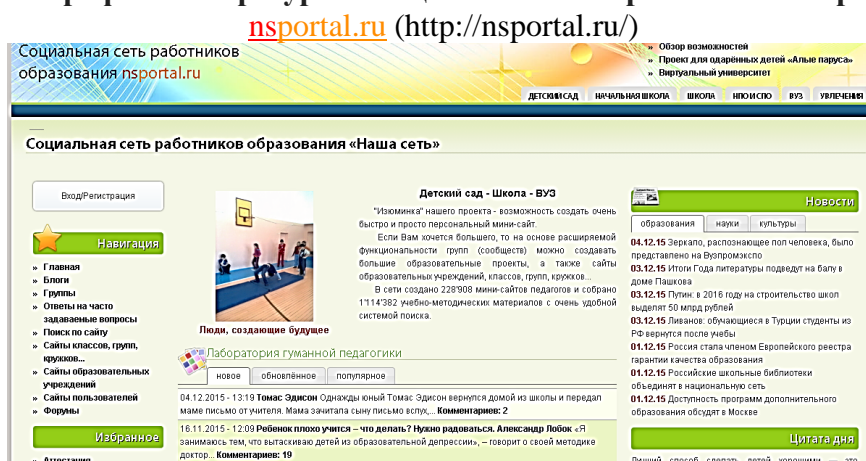 nsportal.ru (http://nsportal.ru/)
Социальная сеть работников
образования nsportal.ru
» Обзор возможностей
» Проект для одарённых детей «Алые паруса»
» Виртуальный университет
ДЕТСКИЙ САД НАЧАЛЬНАЯ ШКОЛА ШКОЛА НПО И СПО ВУЗ УВЛЕЧЕНИЯ
Социальная сеть работников образования «Наша сеть»
Вход/Регистрация
Навигация
» Главная
» Блоги
» Группы
» Ответы на часто
задаваемые вопросы
» Поиск по сайту
» Сайты классов, групп,
кружков...
» Сайты образовательных
учреждений
» Сайты пользователей
» Форумы
Избранное
Люди, создающие будущее
Детский сад - Школа - ВУЗ
"Изюминка" нашего проекта - возможность создать очень
быстро и просто персональный мини-сайт.
Если Вам хочется большего, то на основе расширяемой
функциональности групп (сообществ) можно создавать
большие образовательные проекты, а также сайты
образовательных учреждений, классов, групп, кружков...
В сети создано 228'908 мини-сайтов педагогов и собрано
1'114'382 учебно-методических материалов с очень удобной
системой поиска.
Лаборатория гуманной педагогики
новое обновлённое популярное
04.12.2015 - 13:19 Томас Эдисон Однажды юный Томас Эдисон вернулся домой из школы и передал
маме письмо от учителя. Мама зачитала сыну письмо вслух,... Комментариев: 2
16.11.2015 - 12:09 Ребенок плохо учится – что делать? Нужно радоваться. Александр Лобок «Я
занимаюсь тем, что вытаскиваю детей из образовательной депрессии», – говорит о своей методике
доктор... Комментариев: 19
Новости
образования науки культуры
04.12.15 Зеркало, распознающее пол человека, было
представлено на Вузпромэкспо
03.12.15 Итоги Года литературы подведут на балу в
доме Пашкова
03.12.15 Путин: в 2016 году на строительство школ
выделят 50 млрд рублей
03.12.15 Ливанов: обучающиеся в Турции студенты из
РФ вернутся после учебы
01.12.15 Россия стала членом Европейского реестра
гарантии качества образования
01.12.15 Российские школьные библиотеки
объединят в национальную сеть
01.12.15 Доступность программ дополнительного
образования обсудят в Москве
Цитата дня